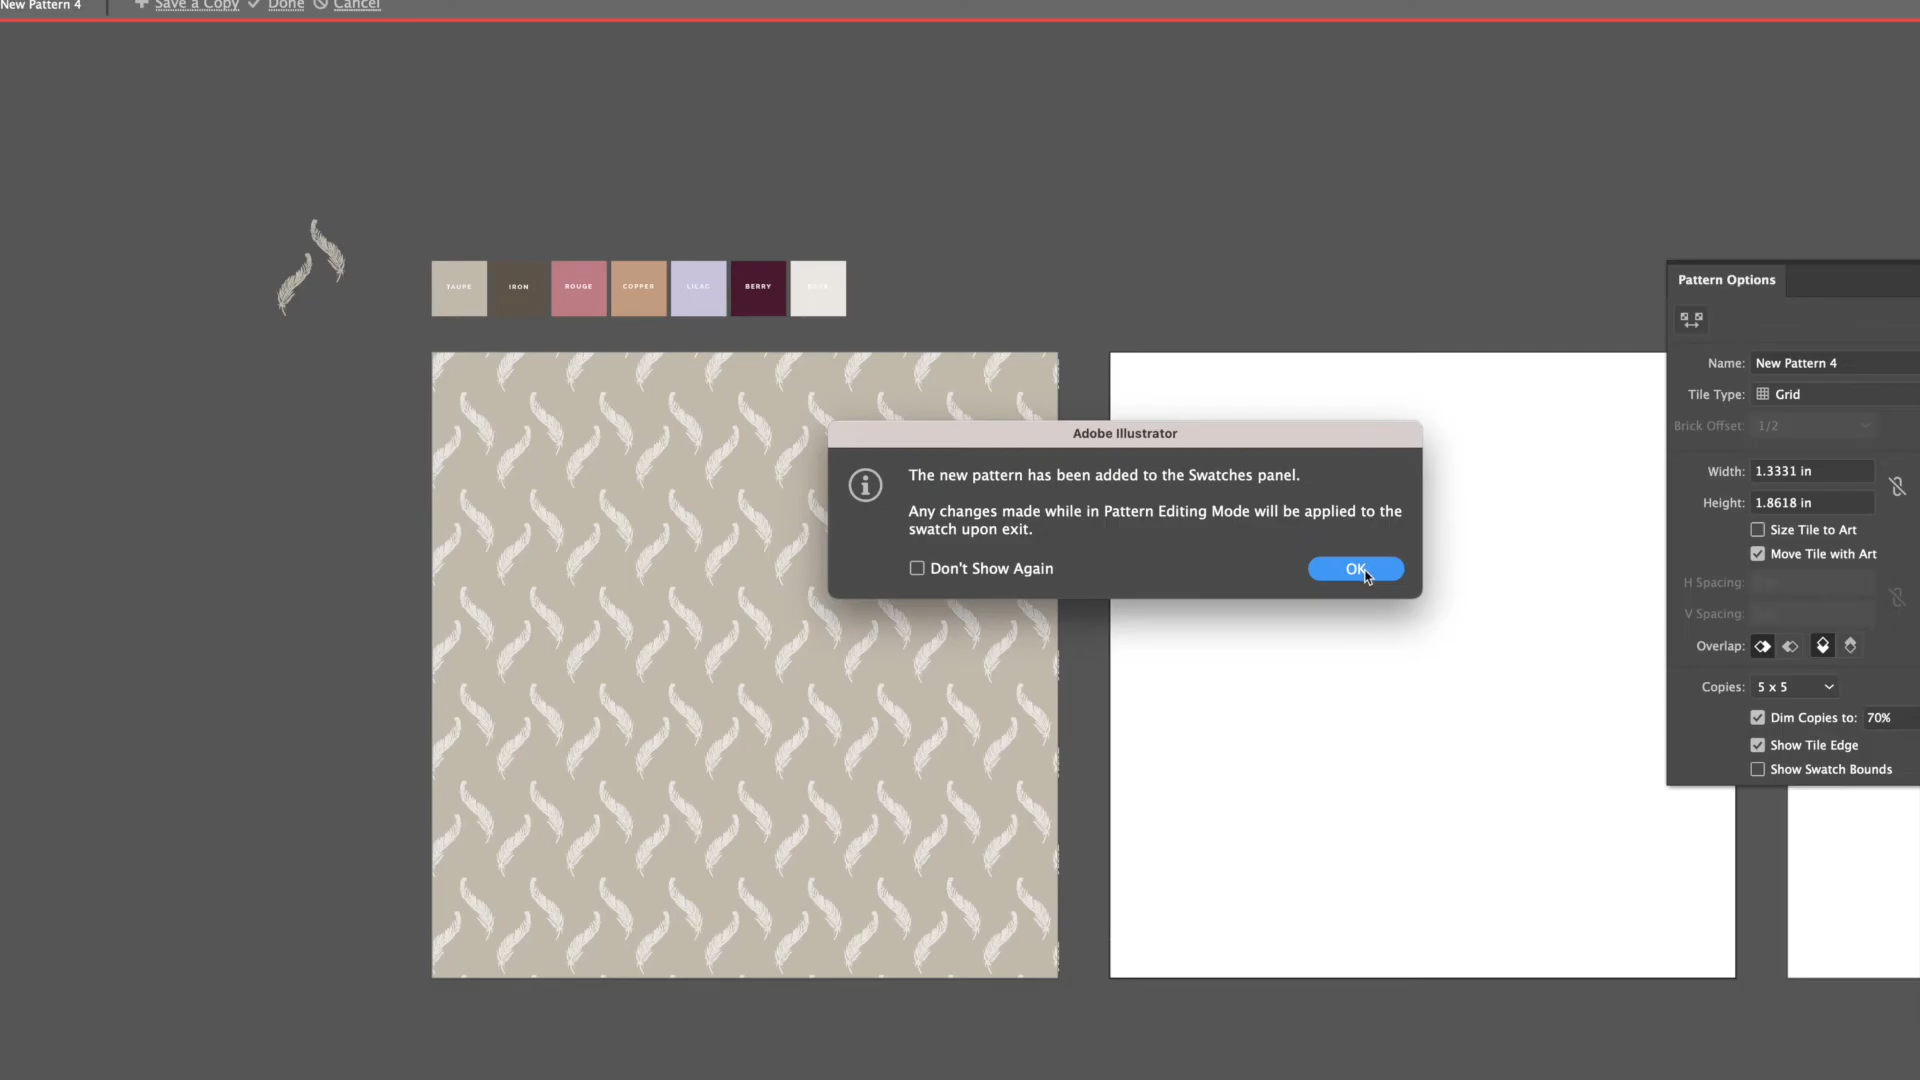 New Pattern 4
Save a Copy Done Cancel
TAUPE IRON ROUGE COPPER LILAC BERRY
Adobe Illustrator
The new pattern has been added to the Swatches panel.
Any changes made while in Pattern Editing Mode will be applied to the
swatch upon exit.
Don't Show Again
OK
Pattern Options
Name: New Pattern 4
Tile Type: Grid
Brick Offset: 1/2
Width: 1.3331 in
Height: 1.8618 in
Size Tile to Art
Move Tile with Art
H Spacing:
V Spacing:
Overlap:
Copies: 5 x 5
Dim Copies to: 70%
Show Tile Edge
Show Swatch Bounds